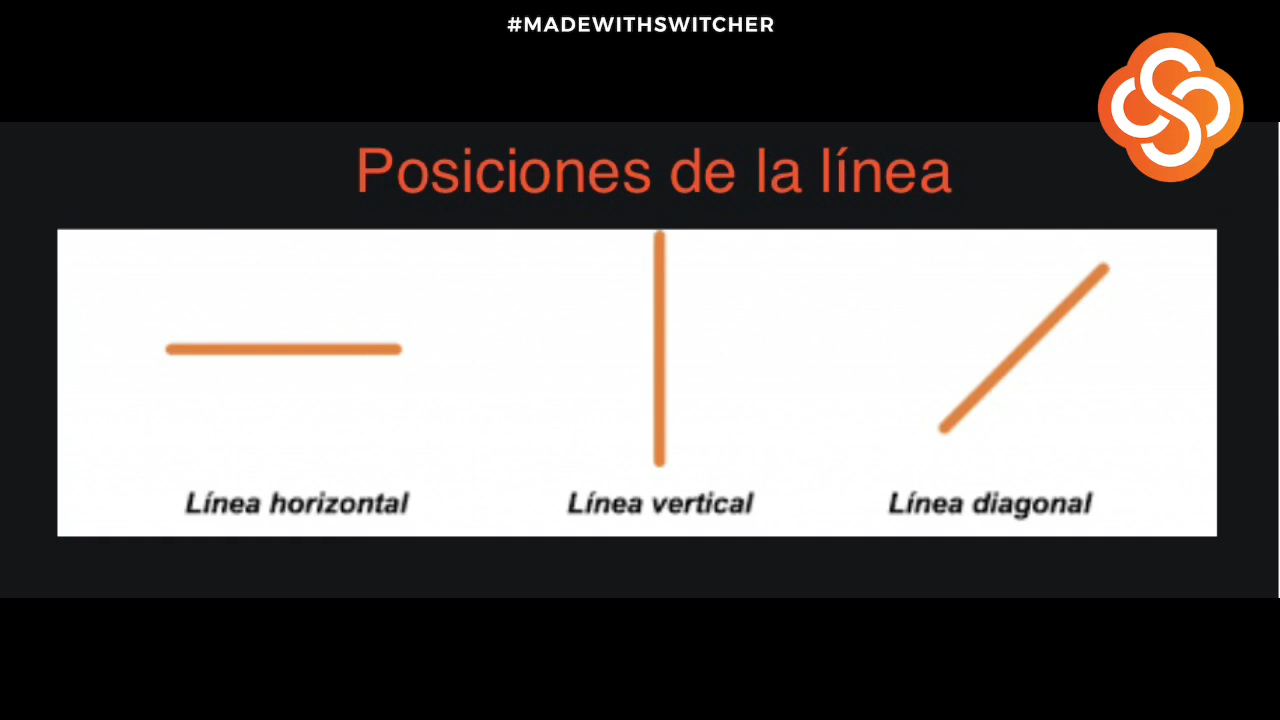 #MADEWITHSWITCHER
Posiciones de la línea
Línea horizontal
Línea vertical
Línea diagonal